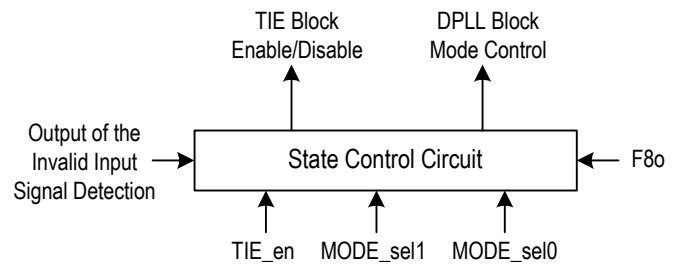 TIE Block
Enable/Disable
DPLL Block
Mode Control
Output of the
Invalid Input
Signal Detection
State Control Circuit
F8o
TIE_en
MODE_sel1
MODE_sel0